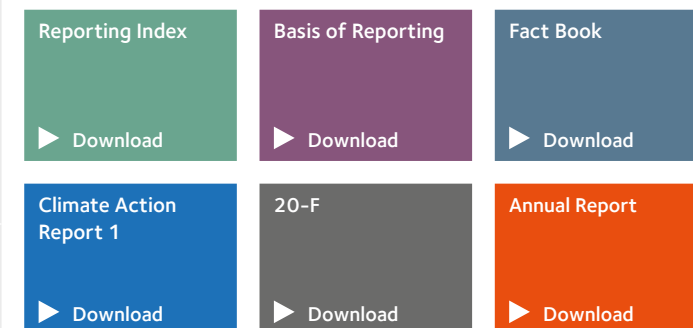 Reporting Index
Download
Basis of Reporting
Download
Fact Book
Download
Climate Action
Report 1
Download
20-F
Download
Annual Report
Download